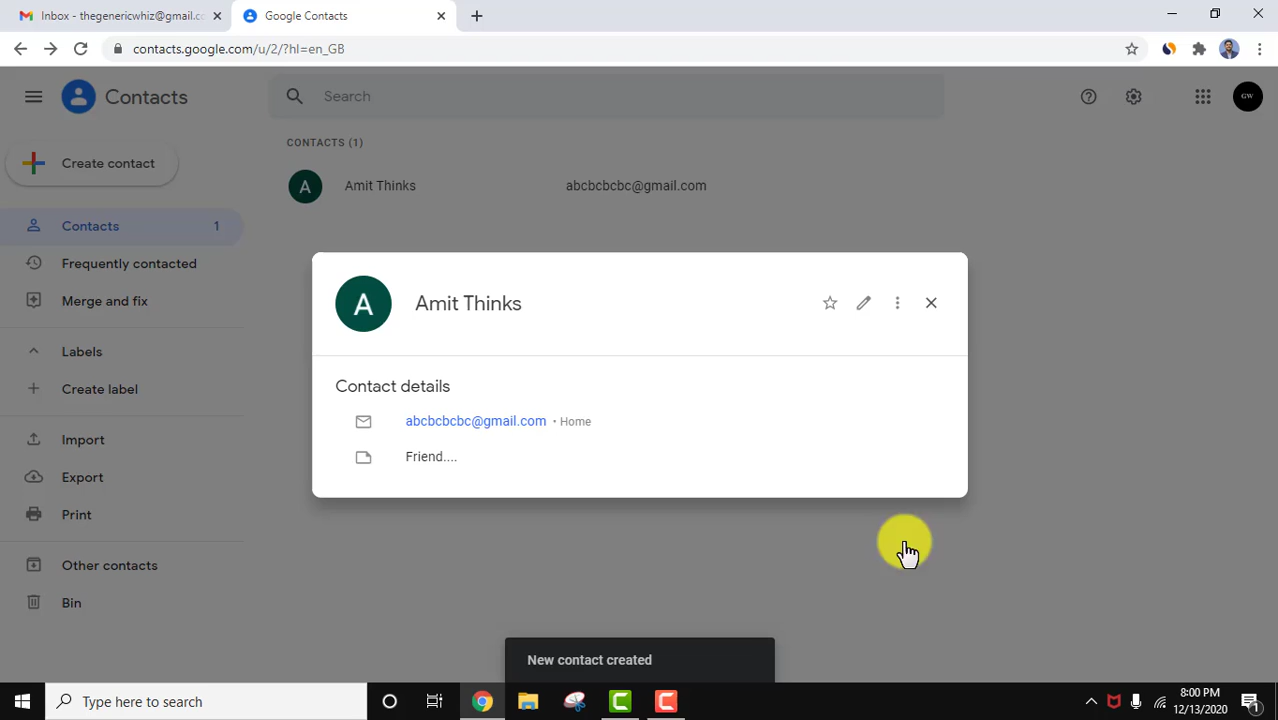 Inbox - thegenericwhiz@gmail.co
Google Contacts
contacts.google.com/u/2/?hl=en_GB
Contacts
Search
GW
Create contact
CONTACTS (1)
A
Amit Thinks
abcbcbcbc@gmail.com
Contacts 1
Frequently contacted
Merge and fix
Labels
Create label
Import
Export
Print
Other contacts
Bin
A
Amit Thinks
Contact details
abcbcbcbc@gmail.com • Home
Friend....
New contact created
Type here to search
8:00 PM
12/13/2020
1